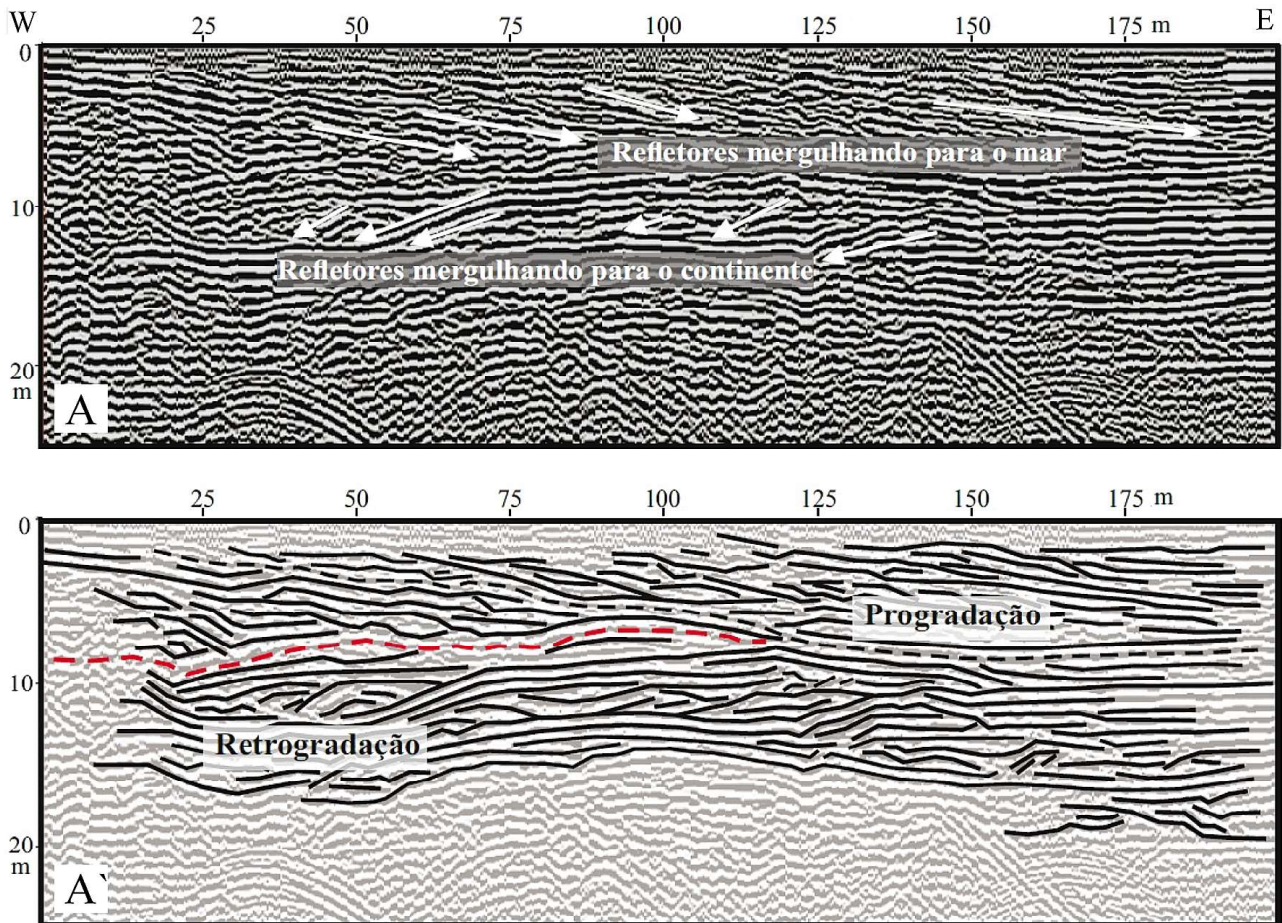 W E
25 50 75 100 125 150 175 m
0
Refletores mergulhando para o mar
10
Refletores mergulhando para o continente
20
m
A
25 50 75 100 125 150 175 m
0
Progradação
10
Retrogradação
20
m
A`